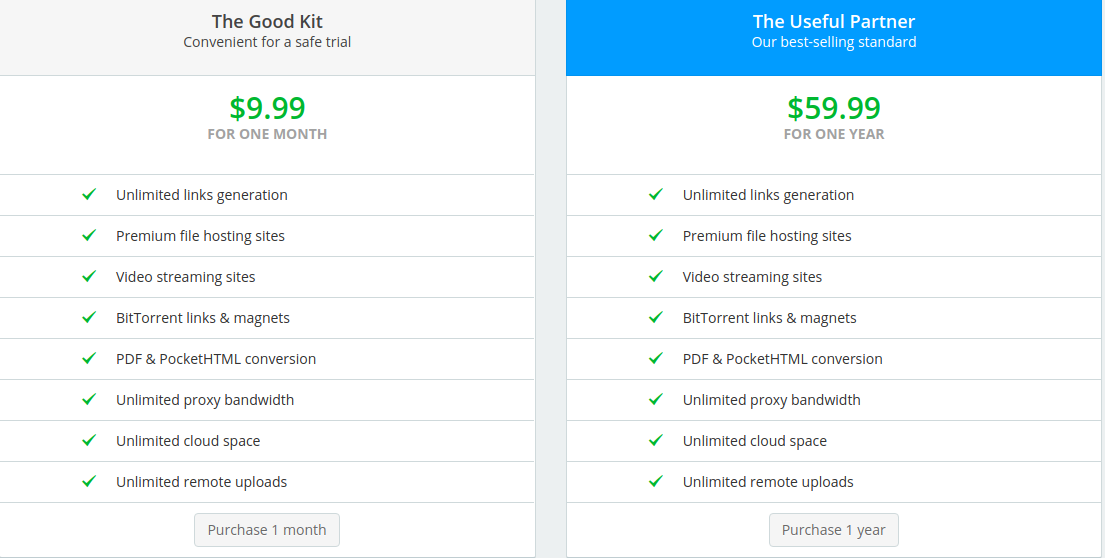 The Good Kit
Convenient for a safe trial
$9.99
FOR ONE MONTH
Unlimited links generation
Premium file hosting sites
Video streaming sites
BitTorrent links & magnets
PDF & PocketHTML conversion
Unlimited proxy bandwidth
Unlimited cloud space
Unlimited remote uploads
Purchase 1 month
The Useful Partner
Our best-selling standard
$59.99
FOR ONE YEAR
Unlimited links generation
Premium file hosting sites
Video streaming sites
BitTorrent links & magnets
PDF & PocketHTML conversion
Unlimited proxy bandwidth
Unlimited cloud space
Unlimited remote uploads
Purchase 1 year